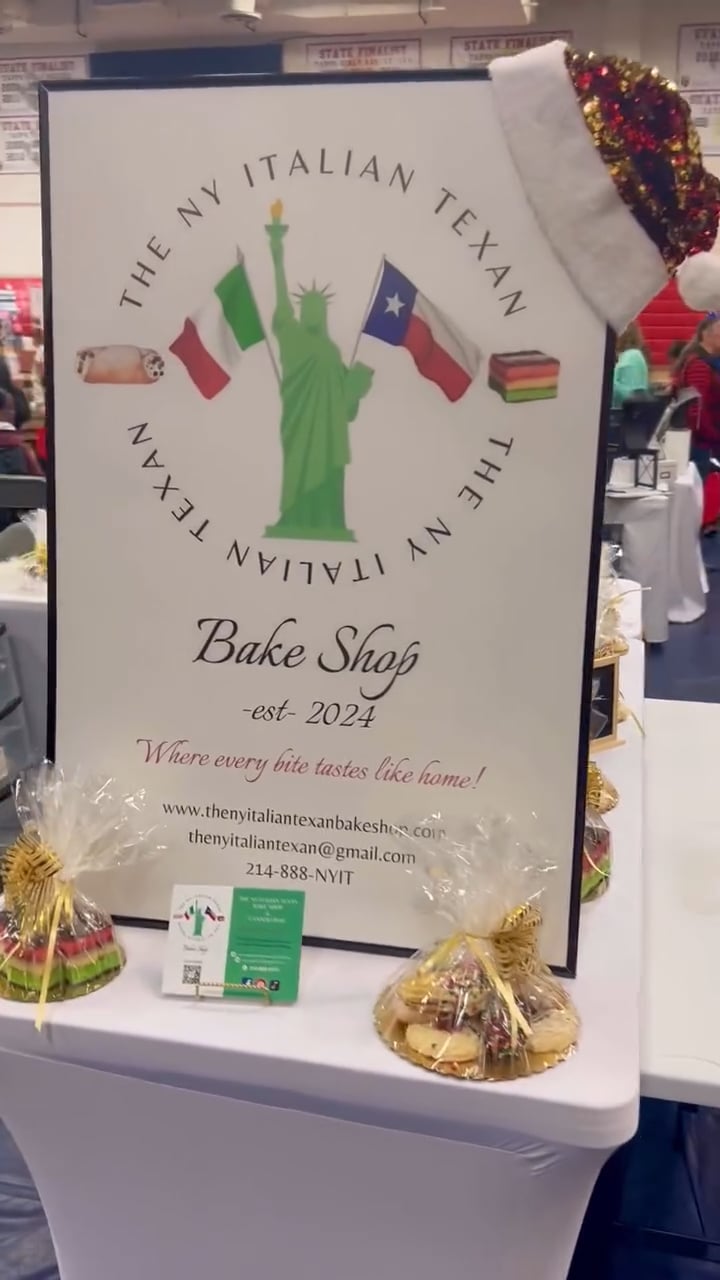 STATE FINALIST
STATE FINALIST
THE NY ITALIAN TEXAN
THE NY ITALIAN TEXAN
Bake Shop
-est- 2024
Where every bite tastes like home!
www.thenyitaliantexanbakeshop.com
thenyitaliantexan@gmail.com
214-888-NYIT